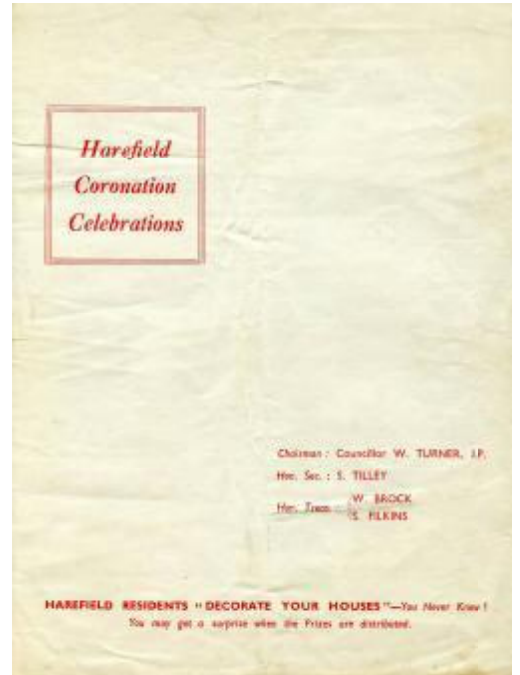 Harefield
Coronation
Celebrations
Chairman : Councillor W. TURNER, J.P.
Hon. Sec. : S. TILLEY
Hon. Treas. : W. BROCK
S. FILKINS
HAREFIELD RESIDENTS "DECORATE YOUR HOUSES"—You Never Know !
You may get a surprise when the Prizes are distributed.